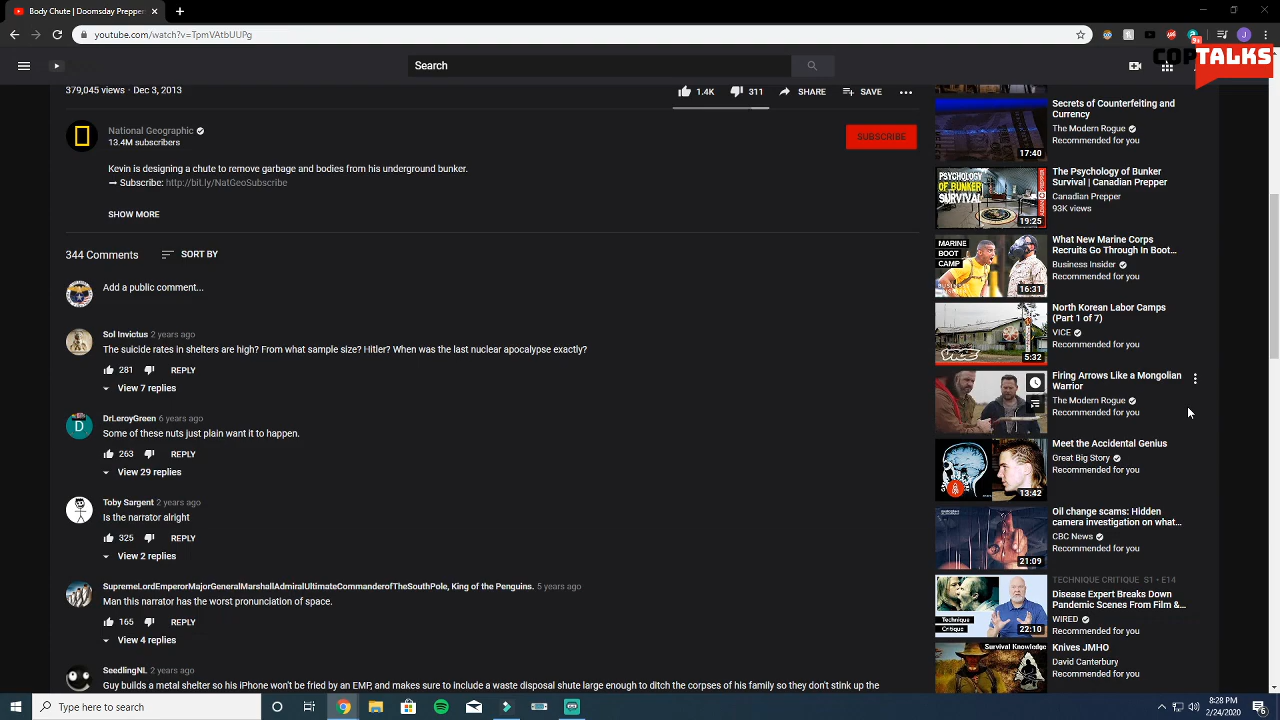 Body Chute | Doomsday Prepper
youtube.com/watch?v=TpmVAtbUUPg
9+
COPTALKS
Search
379,045 views • Dec 3, 2013
1.4K
311
SHARE
SAVE
National Geographic
13.4M subscribers
SUBSCRIBE
Kevin is designing a chute to remove garbage and bodies from his underground bunker.
➡ Subscribe: http://bit.ly/NatGeoSubscribe
SHOW MORE
344 Comments
SORT BY
Add a public comment...
Sol Invictus 2 years ago
The suicide rates in shelters are high? From what sample size? Hitler? When was the last nuclear apocalypse exactly?
281
REPLY
View 7 replies
D
DrLeroyGreen 6 years ago
Some of these nuts just plain want it to happen.
263
REPLY
View 29 replies
Toby Sargent 2 years ago
Is the narrator alright
325
REPLY
View 2 replies
SupremeLordEmperorMajorGeneralMarshallAdmiralUltimateCommanderofTheSouthPole, King of the Penguins. 5 years ago
Man this narrator has the worst pronunciation of space.
165
REPLY
View 4 replies
SeedlingNL 2 years ago
Guy builds a metal shelter so his iPhone won't be fried by an EMP, and makes sure to include a waste disposal shute large enough to ditch the corpses of his family so they don't stink up the
Secrets of Counterfeiting and
Currency
The Modern Rogue
Recommended for you
17:40
PSYCHOLOGY
OF BUNKER
SURVIVAL
19:25
The Psychology of Bunker
Survival | Canadian Prepper
Canadian Prepper
93K views
MARINE
BOOT
CAMP
16:31
What New Marine Corps
Recruits Go Through In Boot...
Business Insider
Recommended for you
VICE
5:32
North Korean Labor Camps
(Part 1 of 7)
VICE
Recommended for you
Firing Arrows Like a Mongolian
Warrior
The Modern Rogue
Recommended for you
13:42
Meet the Accidental Genius
Great Big Story
Recommended for you
21:09
Oil change scams: Hidden
camera investigation on what...
CBC News
Recommended for you
Technique
Critique
22:10
TECHNIQUE CRITIQUE S1 • E14
Disease Expert Breaks Down
Pandemic Scenes From Film &...
WIRED
Recommended for you
Survival Knowledge
Knives JMHO
David Canterbury
Recommended for you
Type here to search
8:28 PM
2/24/2020
6